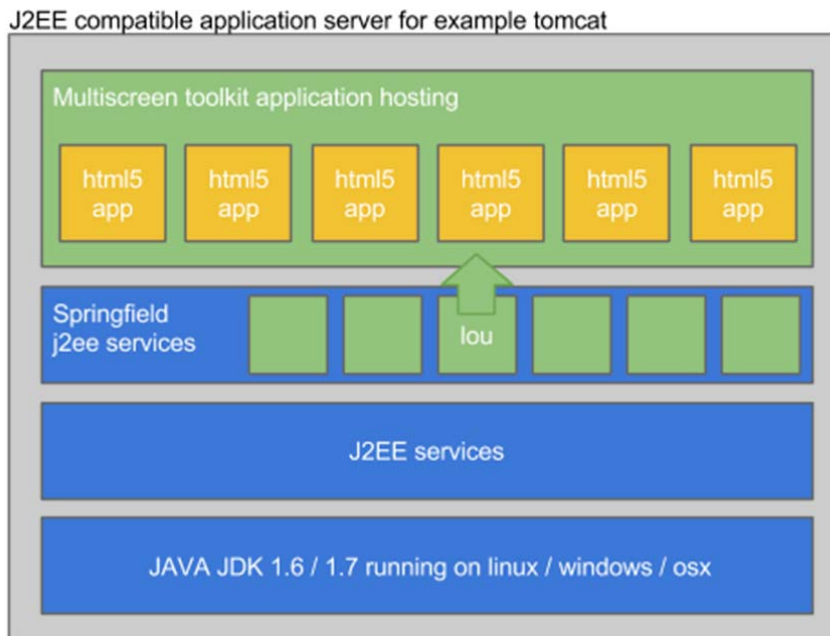 J2EE compatible application server for example tomcat
Multiscreen toolkit application hosting
html5
app
html5
app
html5
app
html5
app
html5
app
html5
app
Springfield
j2ee services
lou
J2EE services
JAVA JDK 1.6 / 1.7 running on linux / windows / osx